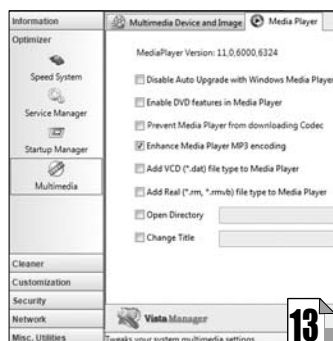 Information
Optimizer
Speed System
Service Manager
Startup Manager
Multimedia
Cleaner
Customization
Security
Network
Misc. Utilities
Multimedia Device and Image
Media Player
MediaPlayer Version: 11,0,6000,6324
Disable Auto Upgrade with Windows Media Player
Enable DVD features in Media Player
Prevent Media Player from downloading Codec
Enhance Media Player MP3 encoding
Add VCD (*.dat) file type to Media Player
Add Real (*.rm, *.rmvb) file type to Media Player
Open Directory
Change Title
Vista Manager
Tweaks your system multimedia settings
13